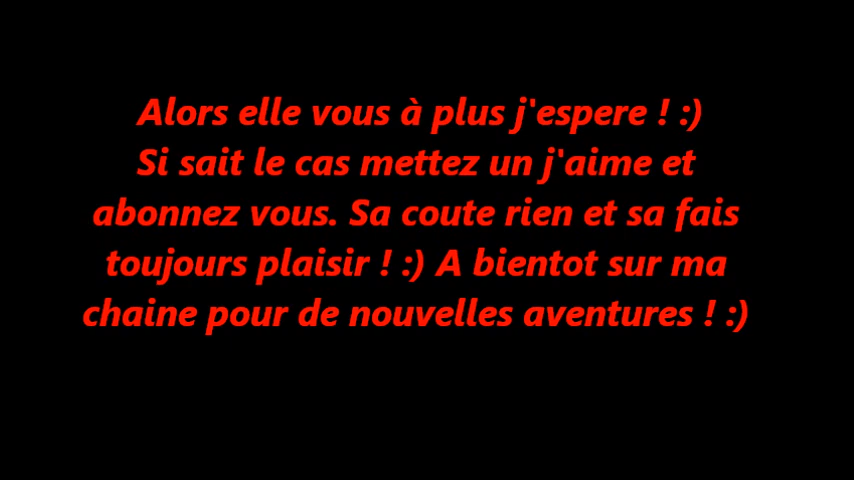 Alors elle vous à plus j'espere ! :)
Si sait le cas mettez un j'aime et
abonnez vous. Sa coute rien et sa fais
toujours plaisir ! :) A bientot sur ma
chaine pour de nouvelles aventures ! :)